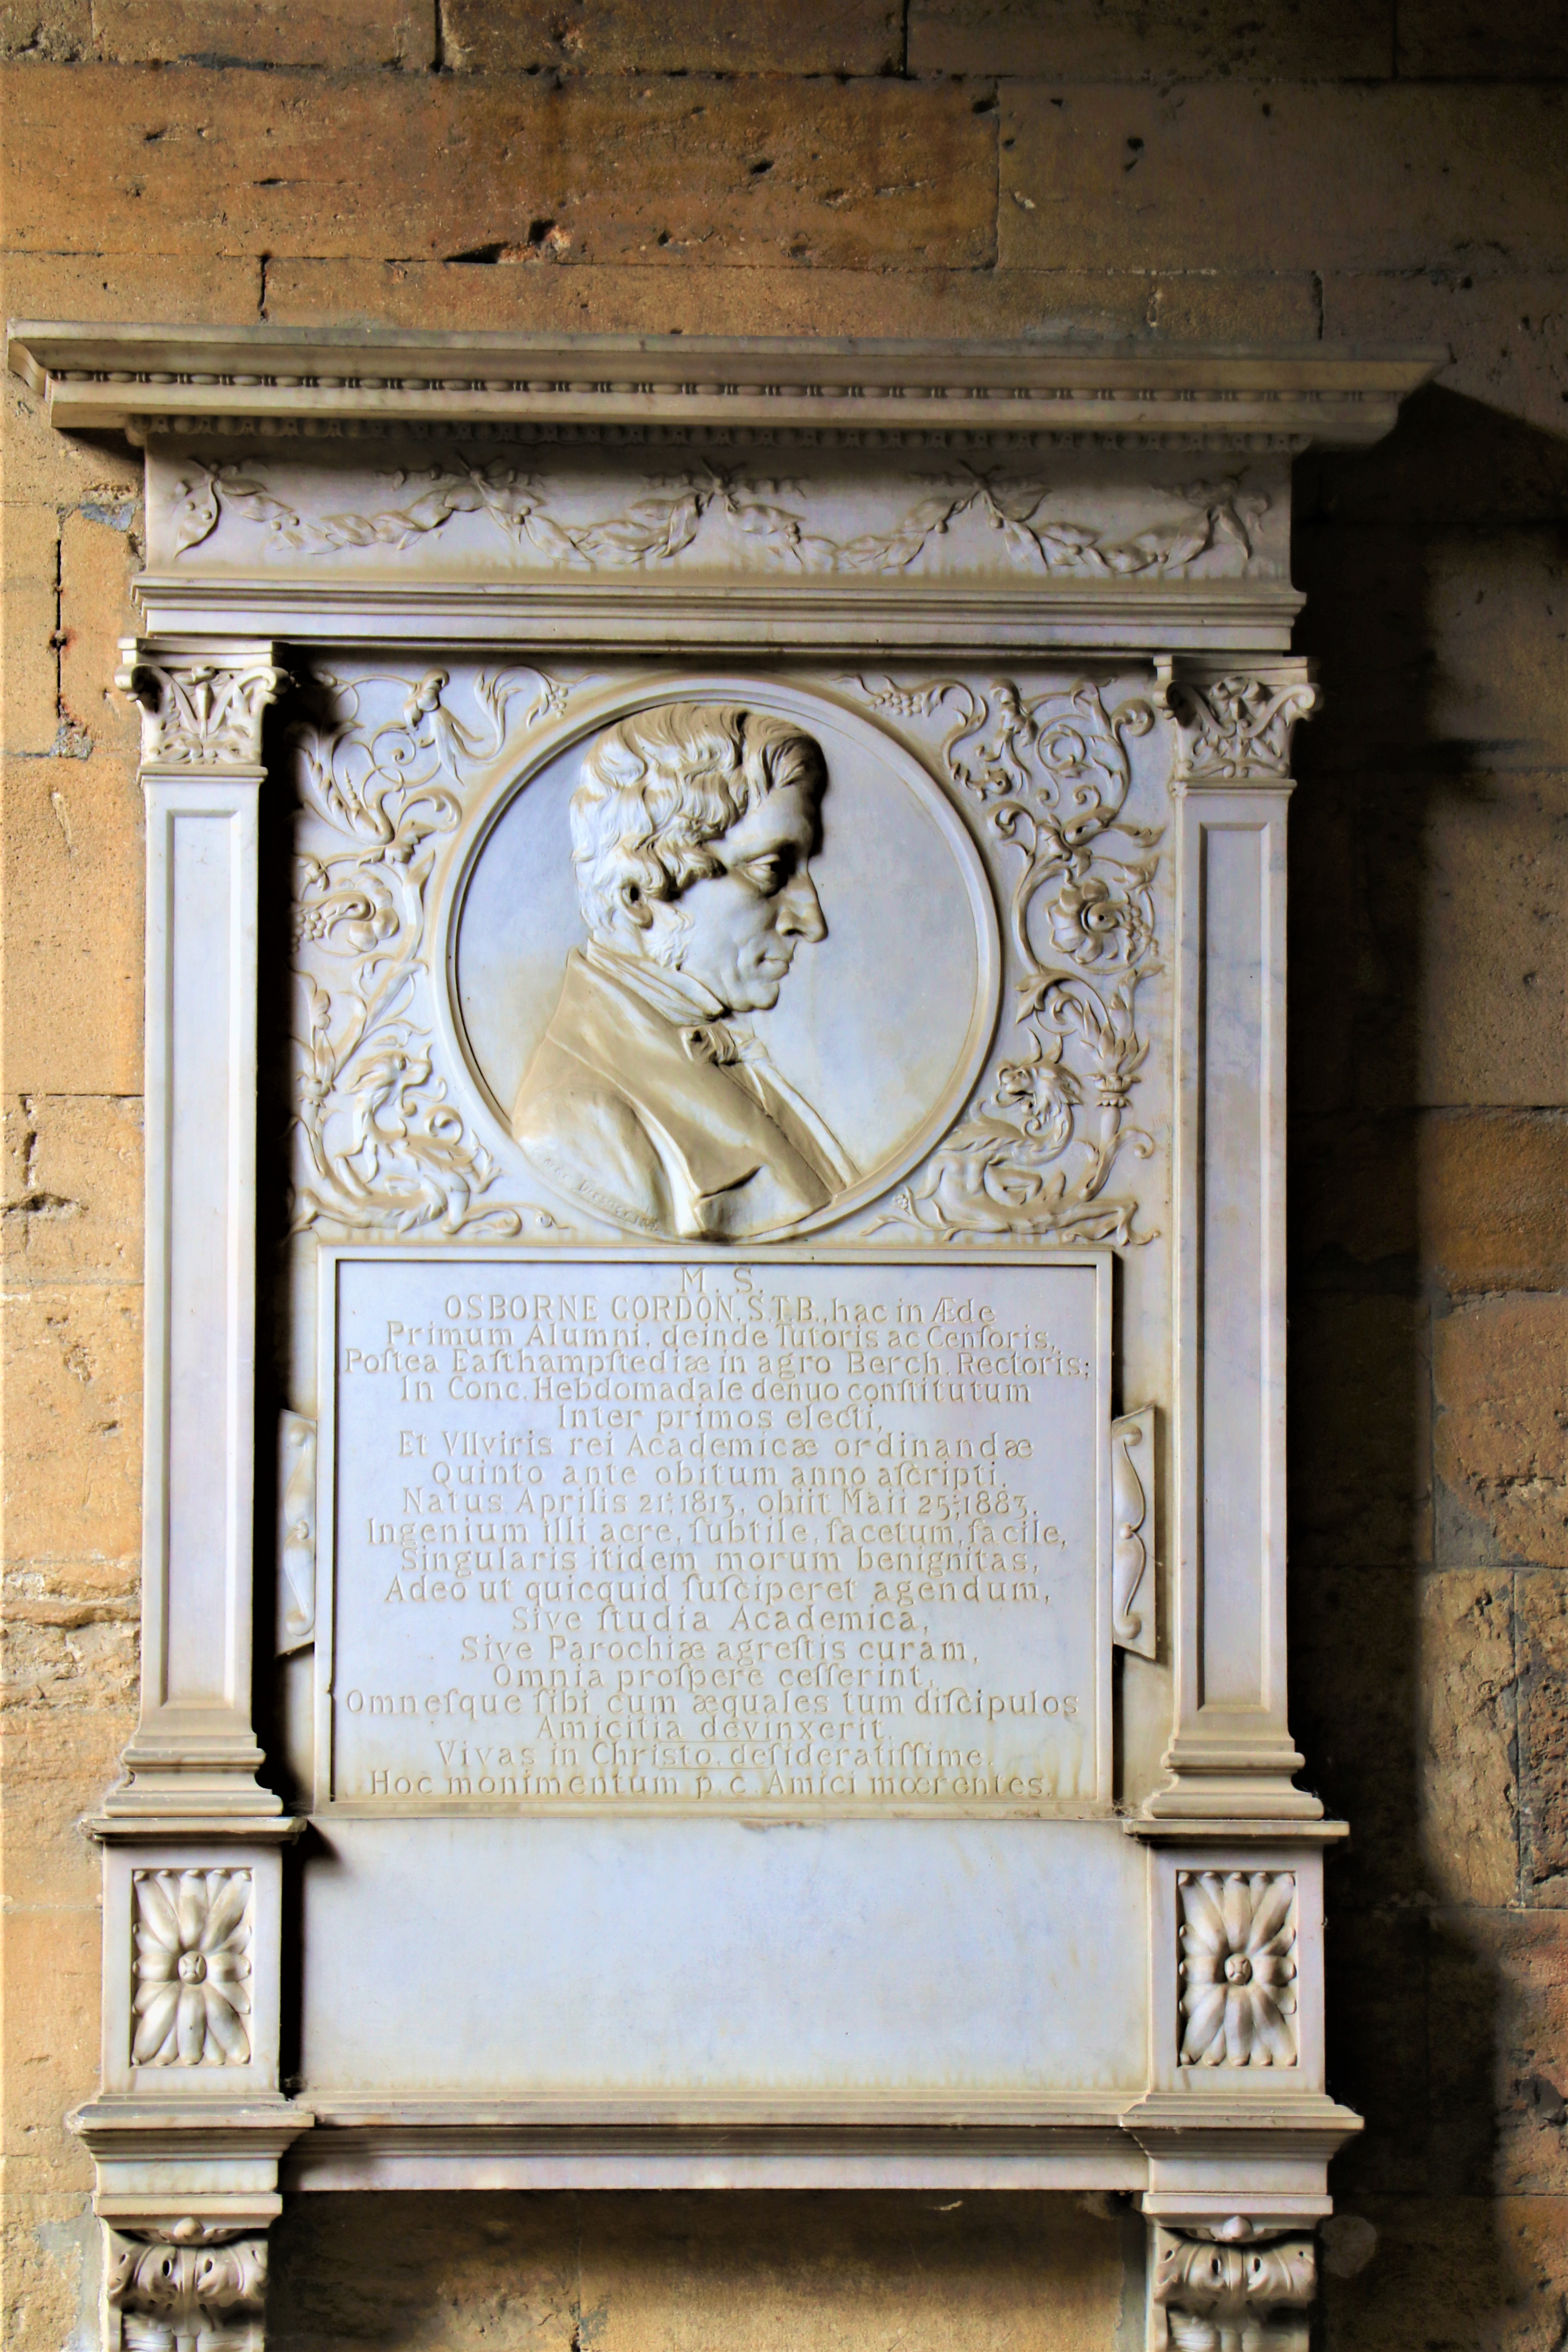 M. S.
OSBORNE GORDON, S.T.B., hac in Æde
Primum Alumni, deinde Tutoris ac Cenſoris,
Poſtea Eaſthampſtediæ in agro Berch. Rectoris;
In Conc. Hebdomadale denuo conſtitutum
Inter primos electi,
Et VIIviris rei Academicæ ordinandæ
Quinto ante obitum anno aſcripti.
Natus Aprilis 21: 1813, obiit Maii 25: 1883.
Ingenium illi acre, ſubtile, facetum, facile,
Singularis itidem morum benignitas,
Adeo ut quicquid ſuſciperet agendum,
Sive ſtudia Academica,
Sive Parochiæ agreſtis curam,
Omnia proſpere ceſſerint,
Omneſque ſibi cum æquales tum diſcipulos
Amicitia devinxerit.
Vivas in Christo, deſideratiſſime.
Hoc monimentum p. c. Amici mœrentes.